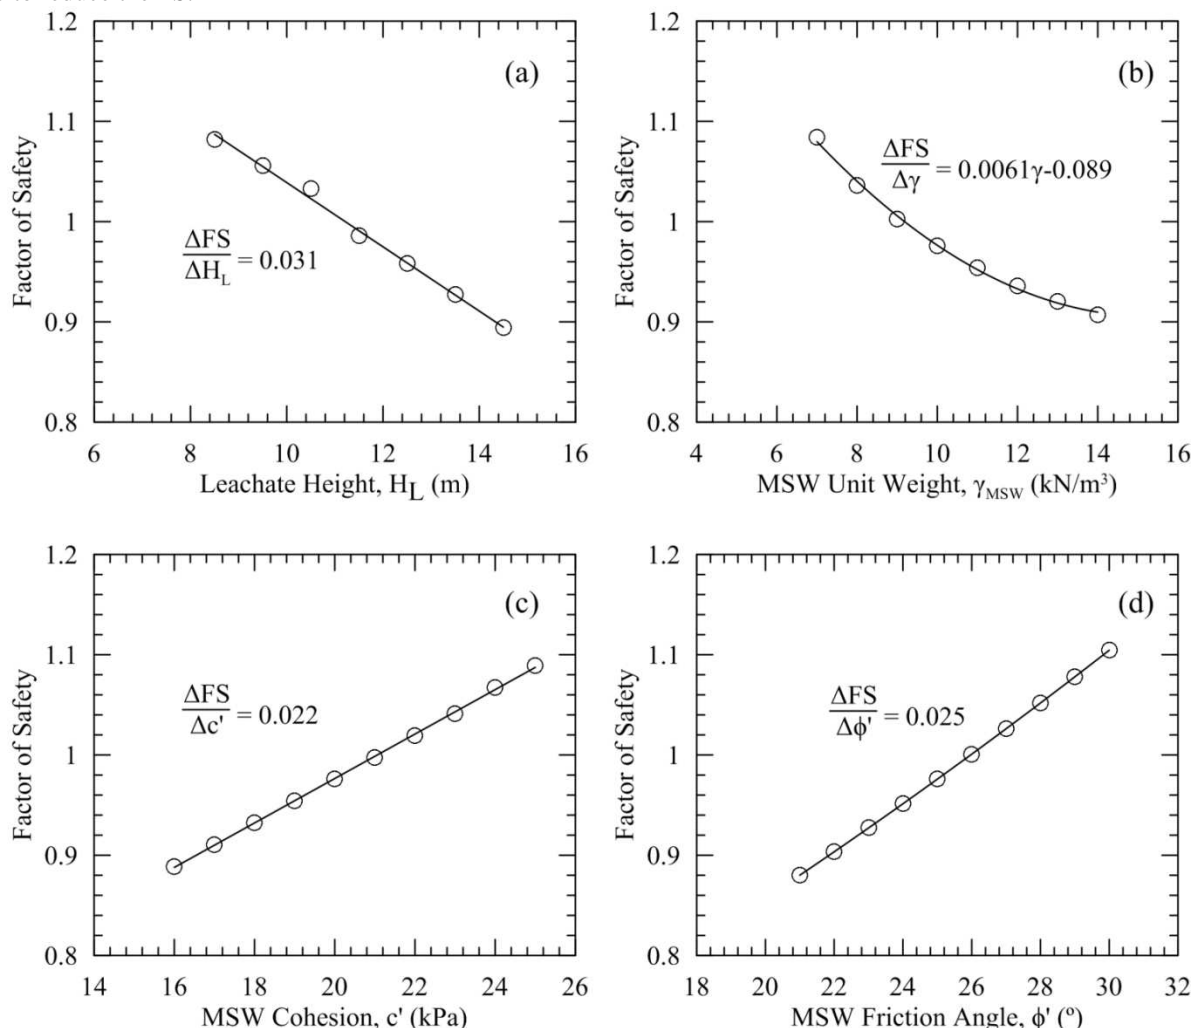 1.2
1.1
1
0.9
0.8
Factor of Safety
(a)
ΔFS
ΔH_L = 0.031
6 8 10 12 14 16
Leachate Height, H_L (m)
1.2
1.1
1
0.9
0.8
Factor of Safety
(b)
ΔFS
Δγ = 0.0061γ-0.089
4 6 8 10 12 14 16
MSW Unit Weight, γ_MSW (kN/m³)
1.2
1.1
1
0.9
0.8
Factor of Safety
(c)
ΔFS
Δc' = 0.022
14 16 18 20 22 24 26
MSW Cohesion, c' (kPa)
1.2
1.1
1
0.9
0.8
Factor of Safety
(d)
ΔFS
Δϕ' = 0.025
18 20 22 24 26 28 30 32
MSW Friction Angle, ϕ' (º)